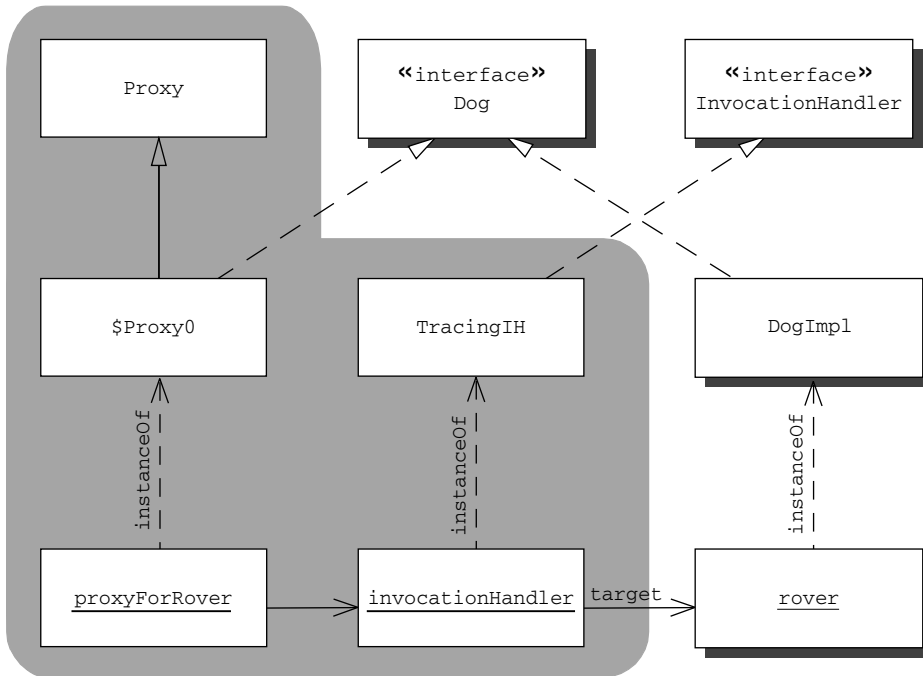 Proxy
«interface»
Dog
«interface»
InvocationHandler
$Proxy0
TracingIH
DogImpl
instanceOf
instanceOf
instanceOf
proxyForRover
invocationHandler
target
rover